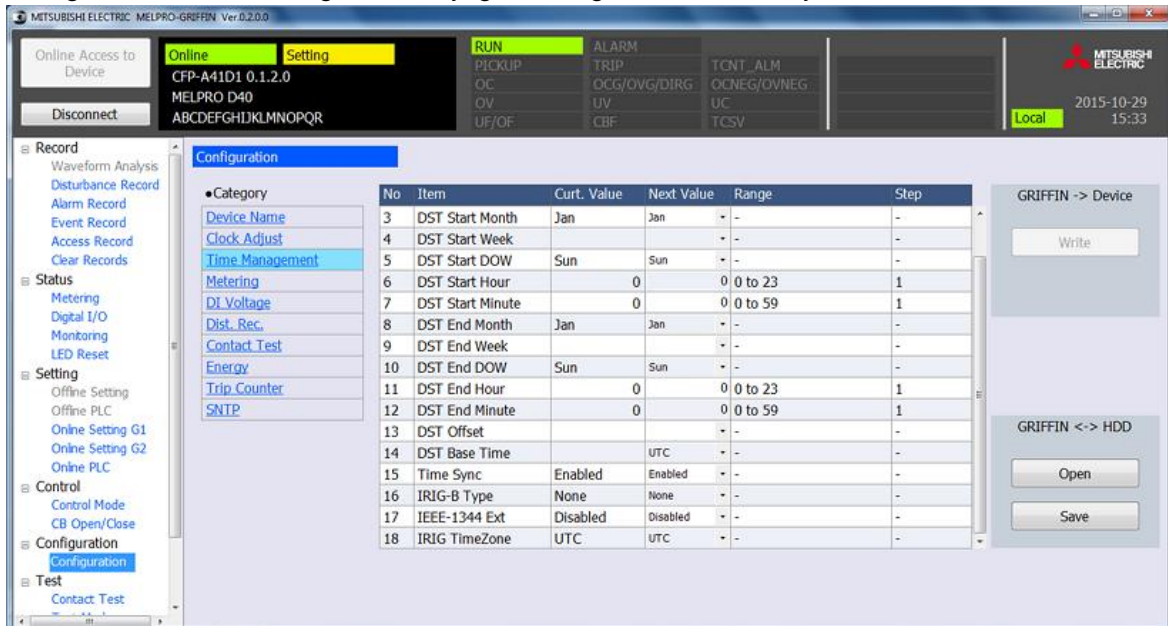 MITSUBISHI ELECTRIC MELPRO-GRIFFIN Ver.0.2.0.0
Online Access to
Device
Disconnect
Online Setting
CFP-A41D1 0.1.2.0
MELPRO D40
ABCDEFGHIJKLMNOPQR
RUN ALARM
PICKUP TRIP TCNT_ALM
OC OCG/OVG/DIRG OCNEG/OVNEG
OV UV UC
UF/OF CBF TCSV
MITSUBISHI
ELECTRIC
2015-10-29
Local 15:33
Record
Waveform Analysis
Disturbance Record
Alarm Record
Event Record
Access Record
Clear Records
Status
Metering
Digital I/O
Monitoring
LED Reset
Setting
Offline Setting
Offline PLC
Online Setting G1
Online Setting G2
Online PLC
Control
Control Mode
CB Open/Close
Configuration
Configuration
Test
Contact Test
Configuration
•Category
Device Name
Clock Adjust
Time Management
Metering
DI Voltage
Dist. Rec.
Contact Test
Energy
Trip Counter
SNTP
No Item Curt. Value Next Value Range Step
3 DST Start Month Jan Jan - -
4 DST Start Week - -
5 DST Start DOW Sun Sun - -
6 DST Start Hour 0 0 0 to 23 1
7 DST Start Minute 0 0 0 to 59 1
8 DST End Month Jan Jan - -
9 DST End Week - -
10 DST End DOW Sun Sun - -
11 DST End Hour 0 0 0 to 23 1
12 DST End Minute 0 0 0 to 59 1
13 DST Offset - -
14 DST Base Time UTC - -
15 Time Sync Enabled Enabled - -
16 IRIG-B Type None None - -
17 IEEE-1344 Ext Disabled Disabled - -
18 IRIG TimeZone UTC UTC - -
GRIFFIN -> Device
Write
GRIFFIN <-> HDD
Open
Save